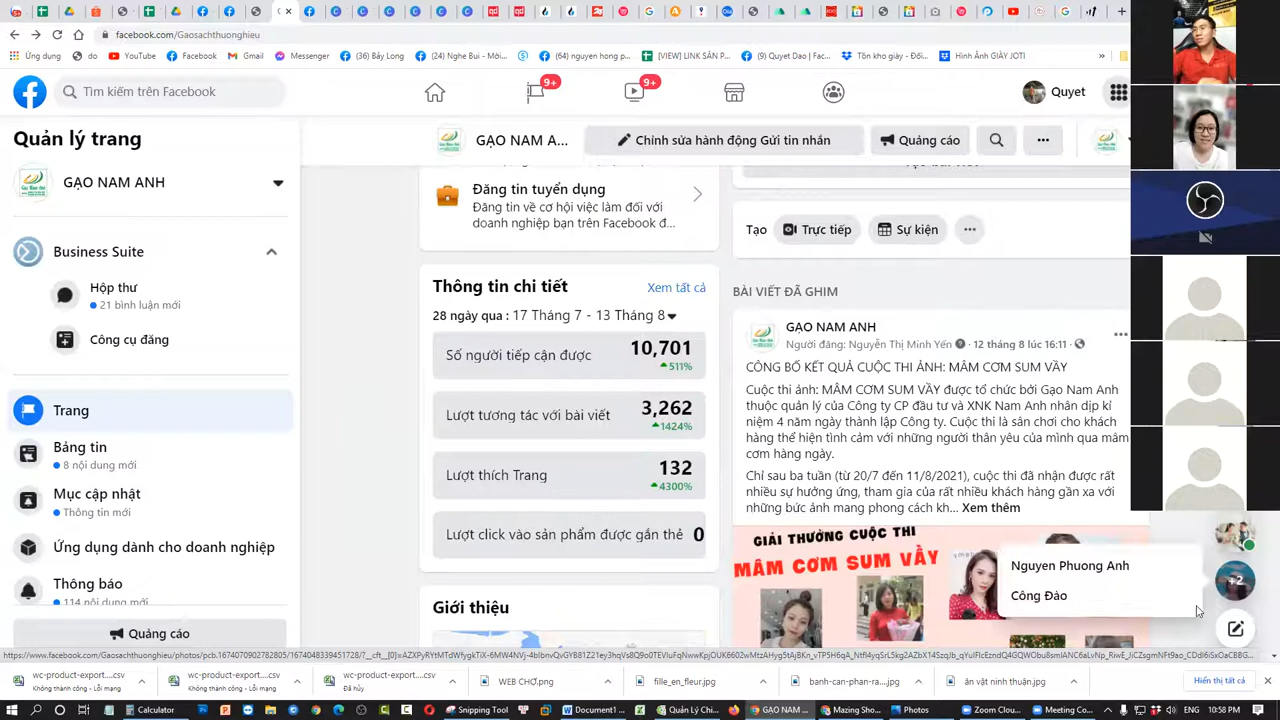 facebook.com/Gaosachthuonghieu
Ứng dụng
YouTube
Facebook
Gmail
Messenger
(36) Bảy Long
(24) Nghe Bui - Mới...
(64) nguyen hong p...
[VIEW] LINK SẢN P...
(9) Quyet Dao | Fac...
Tồn kho giày - Đối...
Hình Ảnh GIÀY JOTI
»
Tìm kiếm trên Facebook
9+
9+
Quyet
Quản lý trang
GẠO NAM ANH
GẠO NAM A...
Chỉnh sửa hành động Gửi tin nhắn
Quảng cáo
Business Suite
Hộp thư
21 bình luận mới
Công cụ đăng
Trang
Bảng tin
8 nội dung mới
Mục cập nhật
Thông tin mới
Ứng dụng dành cho doanh nghiệp
Thông báo
114 nội dung mới
Quảng cáo
Đăng tin tuyển dụng
Đăng tin về cơ hội việc làm đối với
doanh nghiệp bạn trên Facebook đ...
Thông tin chi tiết
Xem tất cả
28 ngày qua : 17 Tháng 7 - 13 Tháng 8
Số người tiếp cận được
10,701
511%
Lượt tương tác với bài viết
3,262
1424%
Lượt thích Trang
132
4300%
Lượt click vào sản phẩm được gắn thẻ
0
Giới thiệu
Tạo
Trực tiếp
Sự kiện
BÀI VIẾT ĐÃ GHIM
GẠO NAM ANH
Người đăng: Nguyễn Thị Minh Yến · 12 tháng 8 lúc 16:11 ·
CÔNG BỐ KẾT QUẢ CUỘC THI ẢNH: MÂM CƠM SUM VẦY
Cuộc thi ảnh: MÂM CƠM SUM VẦY được tổ chức bởi Gạo Nam Anh
thuộc quản lý của Công ty CP đầu tư và XNK Nam Anh nhân dịp kỉ
niệm 4 năm ngày thành lập Công ty. Cuộc thi là sân chơi cho khách
hàng thể hiện tình cảm với những người thân yêu của mình qua mâm
cơm hàng ngày.
Chỉ sau ba tuần (từ 20/7 đến 11/8/2021), cuộc thi đã nhận được rất
nhiều sự hưởng ứng, tham gia của rất nhiều khách hàng gần xa với
những bức ảnh mang phong cách kh... Xem thêm
GIẢI THƯỞNG CUỘC THI
MÂM CƠM SUM VẦY
Nguyen Phuong Anh
Công Đào
+2
wc-product-export....csv
Không thành công - Lỗi mạng
wc-product-export....csv
Không thành công - Lỗi mạng
wc-product-export....csv
Đã hủy
WEB CHỢ.png
fille_en_fleur.jpg
banh-can-phan-ra....jpg
ăn vặt ninh thuận.jpg
Hiển thị tất cả
Calculator
Snipping Tool
Document1 ...
Quản Lý Chi...
GẠO NAM ...
Mazing Sho...
Photos
Zoom Clou...
Meeting Co...
ENG
10:58 PM